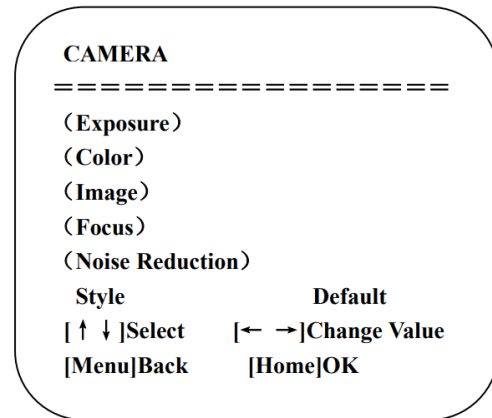 CAMERA
==================
（Exposure）
（Color）
（Image）
（Focus）
（Noise Reduction）
Style Default
[↑ ↓]Select [← →]Change Value
[Menu]Back [Home]OK